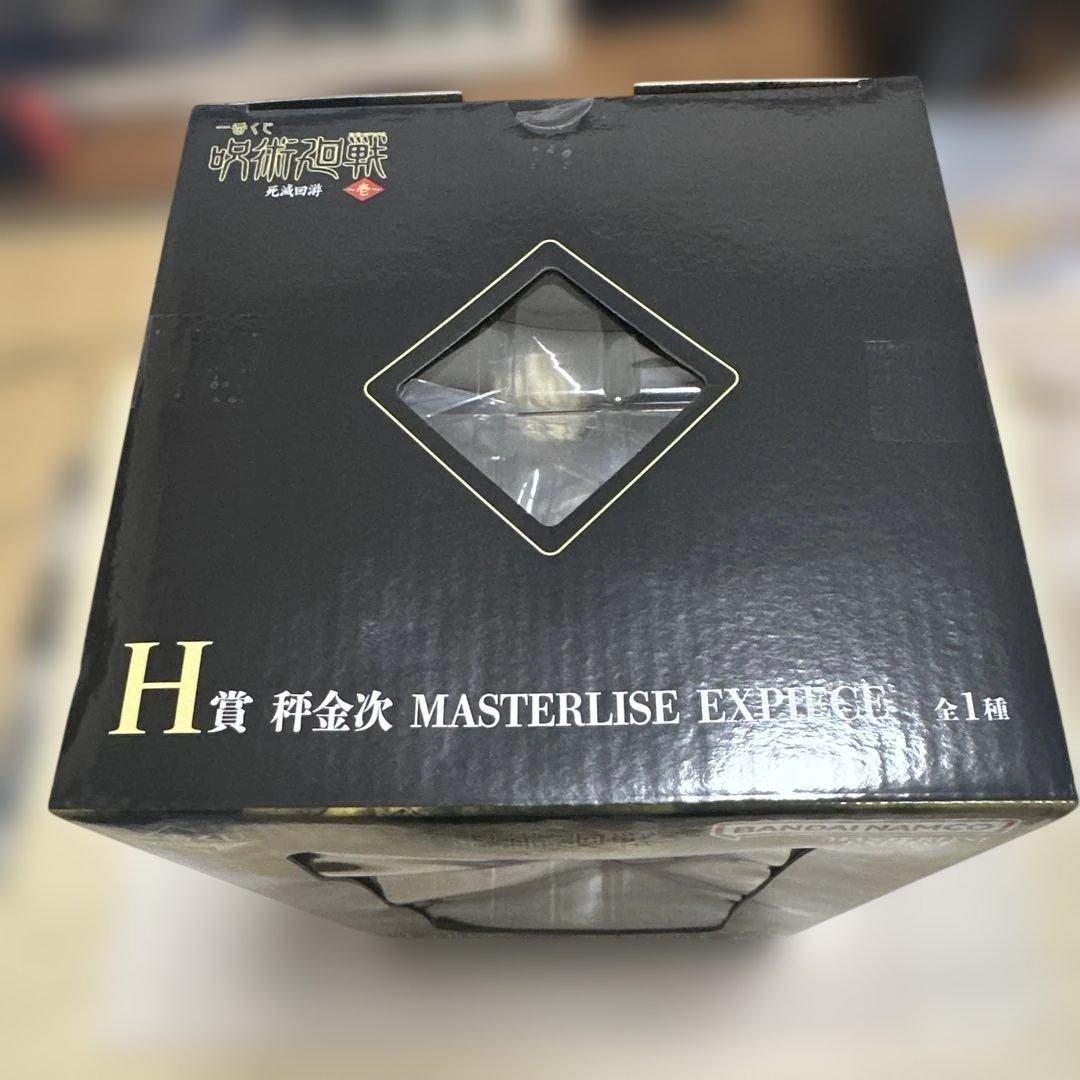 一番くじ
呪術廻戦
死滅回游 壱
H賞 秤金次 MASTERLISE EXPIECE 全1種
BANDAI NAMCO